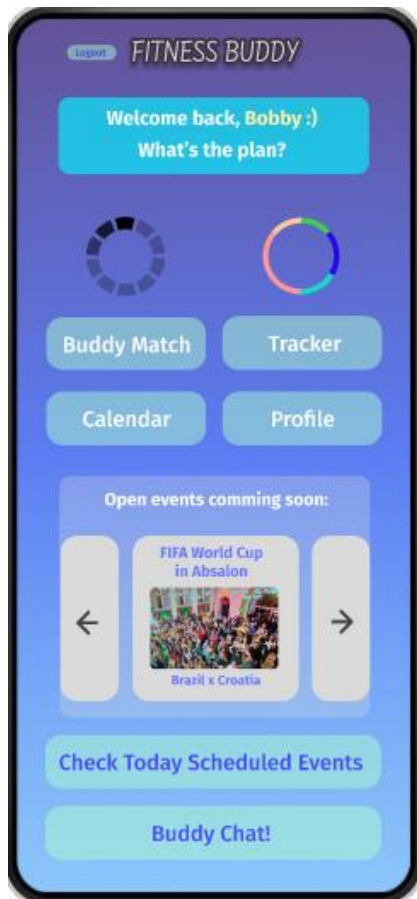 Logout
FITNESS BUDDY
Welcome back, Bobby :)
What's the plan?
Buddy Match
Tracker
Calendar
Profile
Open events comming soon:
FIFA World Cup
in Absalon
Brazil x Croatia
Check Today Scheduled Events
Buddy Chat!